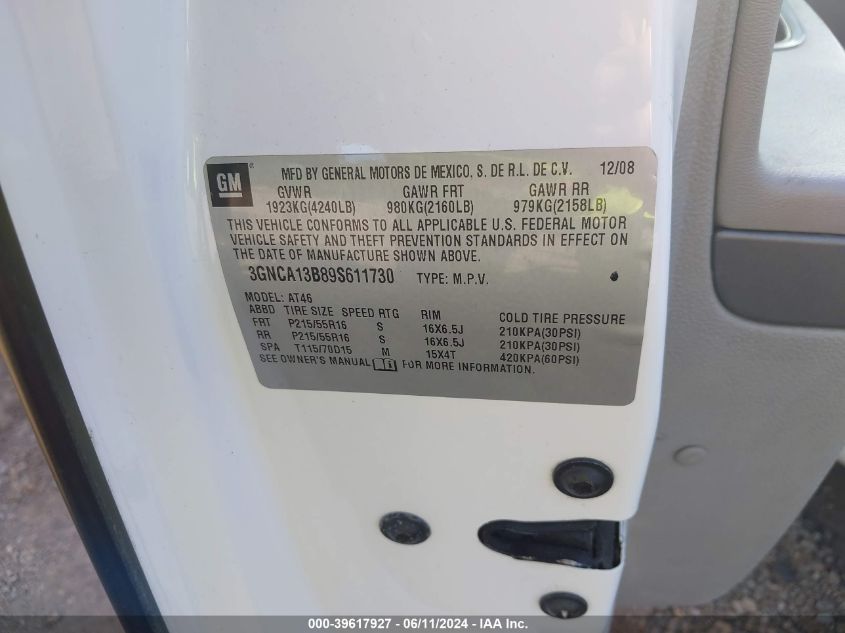 GM ®
MFD BY GENERAL MOTORS DE MEXICO, S. DE R.L. DE C.V. 12/08
GVWR GAWR FRT GAWR RR
1923KG(4240LB) 980KG(2160LB) 979KG(2158LB)
THIS VEHICLE CONFORMS TO ALL APPLICABLE U.S. FEDERAL MOTOR
VEHICLE SAFETY AND THEFT PREVENTION STANDARDS IN EFFECT ON
THE DATE OF MANUFACTURE SHOWN ABOVE.
3GNCA13B89S611730 TYPE: M.P.V.
MODEL: AT46
ABBD TIRE SIZE SPEED RTG RIM COLD TIRE PRESSURE
FRT P215/55R16 S 16X6.5J 210KPA(30PSI)
RR P215/55R16 S 16X6.5J 210KPA(30PSI)
SPA T115/70D15 M 15X4T 420KPA(60PSI)
SEE OWNER'S MANUAL FOR MORE INFORMATION.
000-39617927 - 06/11/2024 - IAA Inc.